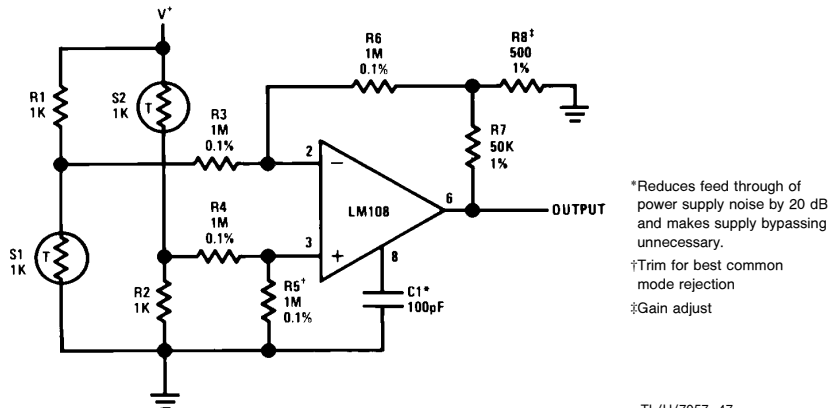 V+
R1
1K
S2
1K
T
R3
1M
0.1%
R6
1M
0.1%
R8‡
500
1%
R7
50K
1%
2
−
LM108
6
OUTPUT
3
+
8
S1
1K
T
R4
1M
0.1%
R2
1K
R5†
1M
0.1%
C1*
100pF
*Reduces feed through of
power supply noise by 20 dB
and makes supply bypassing
unnecessary.
†Trim for best common
mode rejection
‡Gain adjust